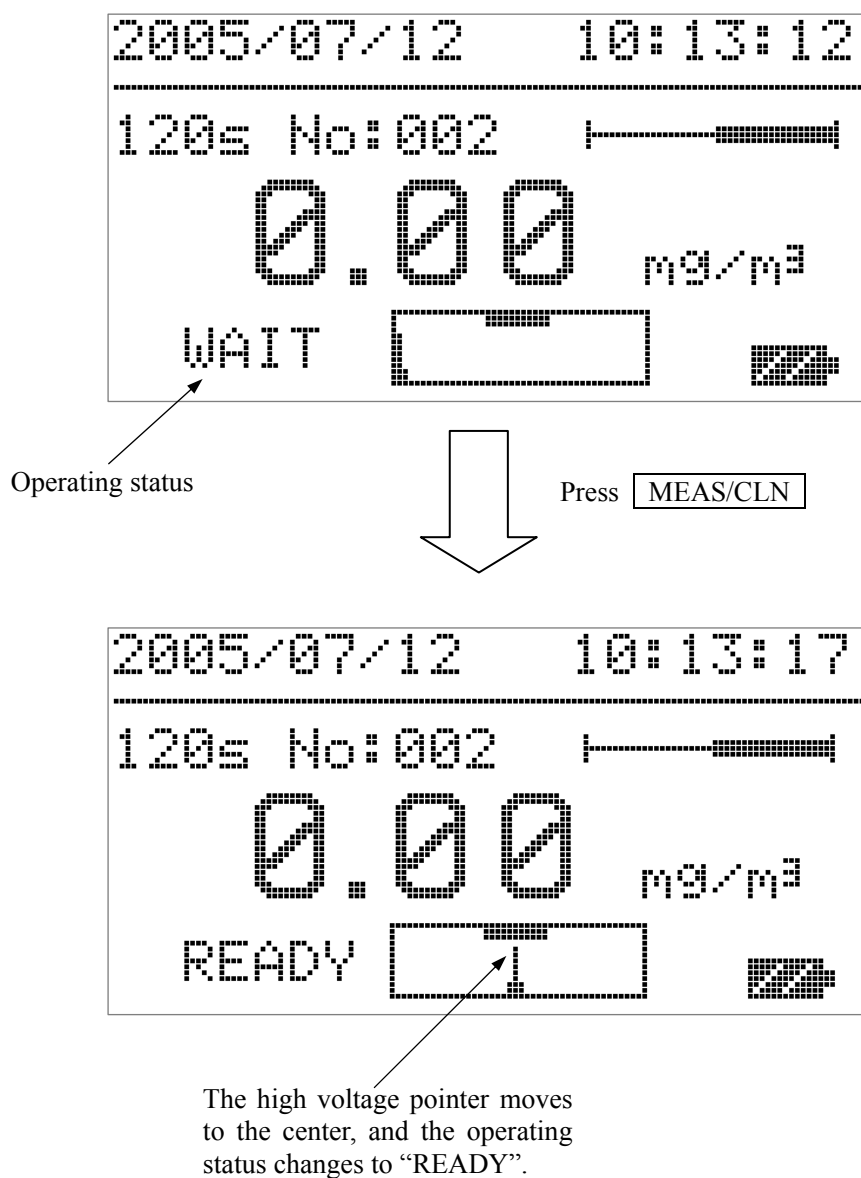 2005/07/12 10:13:12
120s No:002
0.00 mg/m³
WAIT
Operating status
Press MEAS/CLN
2005/07/12 10:13:17
120s No:002
0.00 mg/m³
READY
The high voltage pointer moves
to the center, and the operating
status changes to “READY”.